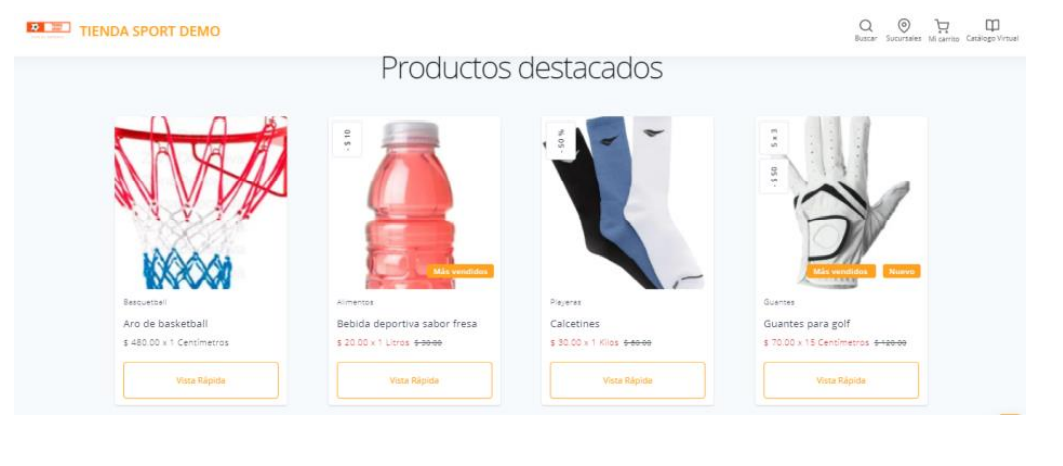 TIENDA SPORT DEMO
Buscar Sucursales Mi carrito Catálogo Virtual
Productos destacados
- $ 10
- 50 %
5 x 3
- $ 50
Más vendidos
Más vendidos Nuevo
Basquetball
Aro de basketball
$ 480.00 x 1 Centímetros
Vista Rápida
Alimentos
Bebida deportiva sabor fresa
$ 20.00 x 1 Litros $ 30.00
Vista Rápida
Playeras
Calcetines
$ 30.00 x 1 Kilos $ 60.00
Vista Rápida
Guantes
Guantes para golf
$ 70.00 x 15 Centímetros $ 120.00
Vista Rápida